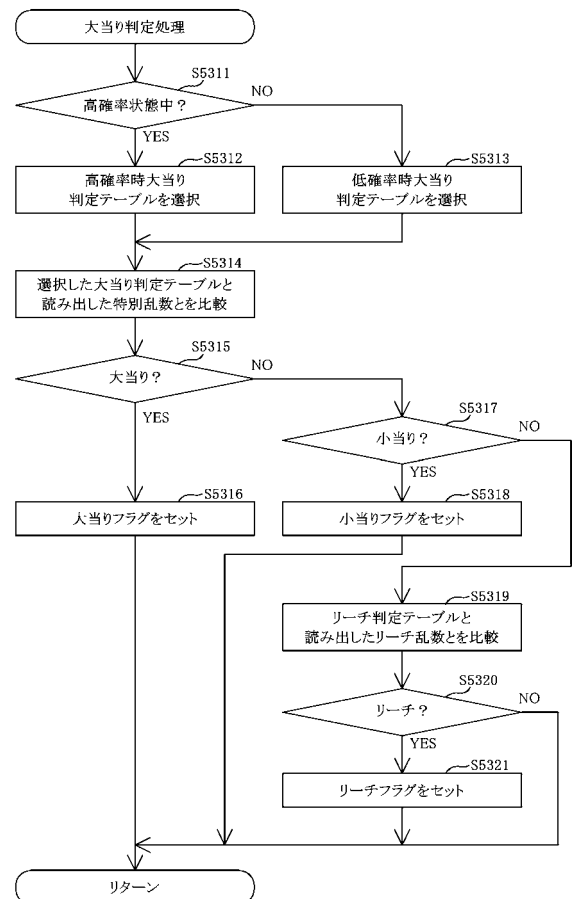 大当り判定処理
S5311
高確率状態中？
NO
YES
S5312
高確率時大当り
判定テーブルを選択
S5313
低確率時大当り
判定テーブルを選択
S5314
選択した大当り判定テーブルと
読み出した特別乱数とを比較
S5315
大当り？
NO
YES
S5317
小当り？
NO
YES
S5316
大当りフラグをセット
S5318
小当りフラグをセット
S5319
リーチ判定テーブルと
読み出したリーチ乱数とを比較
S5320
リーチ？
NO
YES
S5321
リーチフラグをセット
リターン